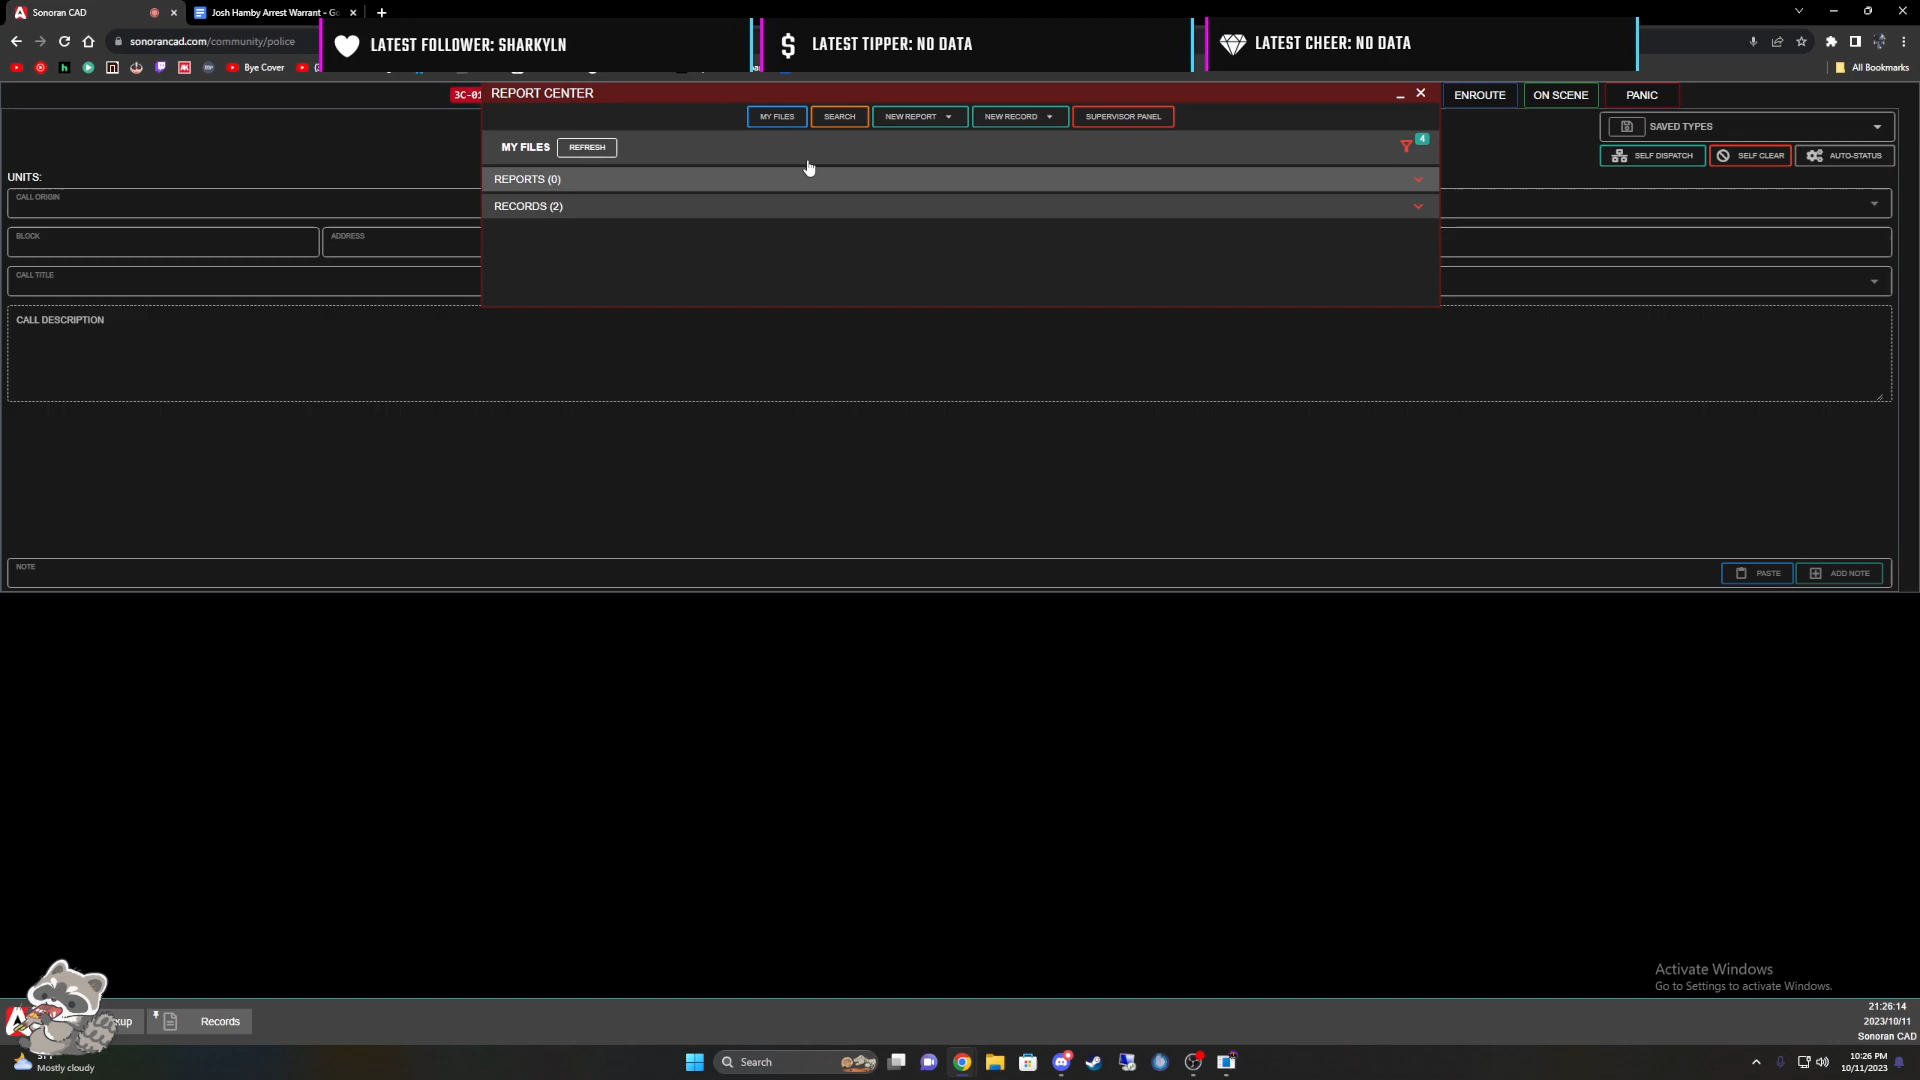 Sonoran CAD
Josh Hamby Arrest Warrant - Go
sonorancad.com/community/police
LATEST FOLLOWER: SHARKYLN
LATEST TIPPER: NO DATA
LATEST CHEER: NO DATA
Bye Cover
All Bookmarks
3C-01
REPORT CENTER
ENROUTE
ON SCENE
PANIC
MY FILES
SEARCH
NEW REPORT
NEW RECORD
SUPERVISOR PANEL
SAVED TYPES
MY FILES
REFRESH
4
SELF DISPATCH
SELF CLEAR
AUTO-STATUS
UNITS:
REPORTS (0)
CALL ORIGIN
RECORDS (2)
BLOCK
ADDRESS
CALL TITLE
CALL DESCRIPTION
NOTE
PASTE
ADD NOTE
Activate Windows
Go to Settings to activate Windows.
Records
21:26:14
2023/10/11
Sonoran CAD
Mostly cloudy
Search
10:26 PM
10/11/2023